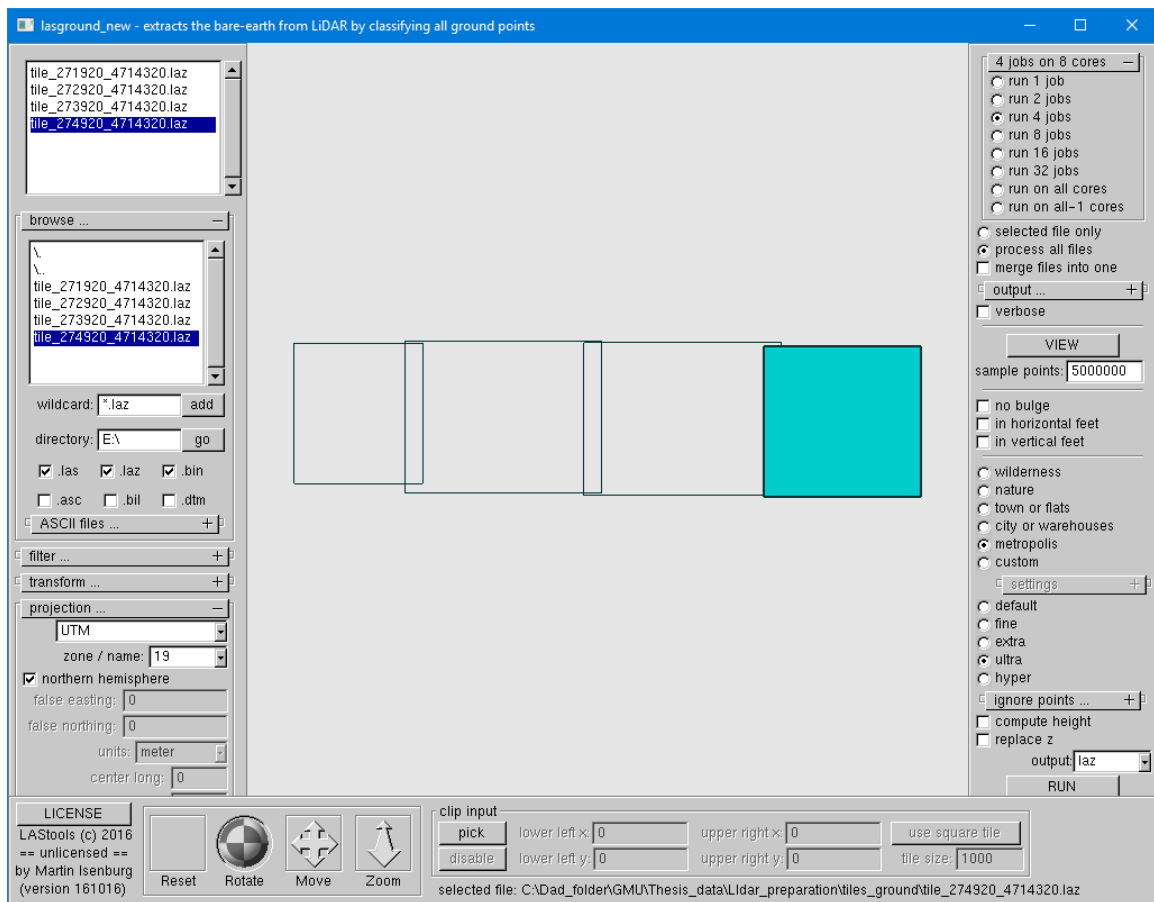 lasground_new - extracts the bare-earth from LiDAR by classifying all ground points
tile_271920_4714320.laz
tile_272920_4714320.laz
tile_273920_4714320.laz
tile_274920_4714320.laz
browse ...
\.
\..
tile_271920_4714320.laz
tile_272920_4714320.laz
tile_273920_4714320.laz
tile_274920_4714320.laz
wildcard: *.laz add
directory: E:\ go
.las .laz .bin
.asc .bil .dtm
ASCII files ...
filter ...
transform ...
projection ...
UTM
zone / name: 19
northern hemisphere
false easting: 0
false northing: 0
units: meter
center long: 0
4 jobs on 8 cores
run 1 job
run 2 jobs
run 4 jobs
run 8 jobs
run 16 jobs
run 32 jobs
run on all cores
run on all-1 cores
selected file only
process all files
merge files into one
output ...
verbose
VIEW
sample points: 5000000
no bulge
in horizontal feet
in vertical feet
wilderness
nature
town or flats
city or warehouses
metropolis
custom
settings
default
fine
extra
ultra
hyper
ignore points ...
compute height
replace z
output: laz
RUN
LICENSE
LAStools (c) 2016
== unlicensed ==
by Martin Isenburg
(version 161016)
Reset Rotate Move Zoom
clip input
pick lower left x: 0 upper right x: 0 use square tile
disable lower left y: 0 upper right y: 0 tile size: 1000
selected file: C:\Dad_folder\GMU\Thesis_data\LIdar_preparation\tiles_ground\tile_274920_4714320.laz